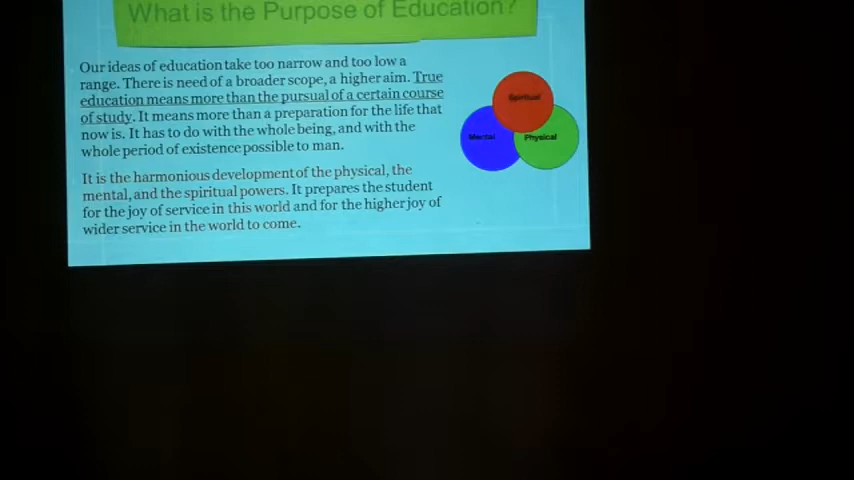 What is the Purpose of Education?
Our ideas of education take too narrow and too low a
range. There is need of a broader scope, a higher aim. True
education means more than the pursual of a certain course
of study. It means more than a preparation for the life that
now is. It has to do with the whole being, and with the
whole period of existence possible to man.
It is the harmonious development of the physical, the
mental, and the spiritual powers. It prepares the student
for the joy of service in this world and for the higher joy of
wider service in the world to come.
Spiritual
Mental
Physical